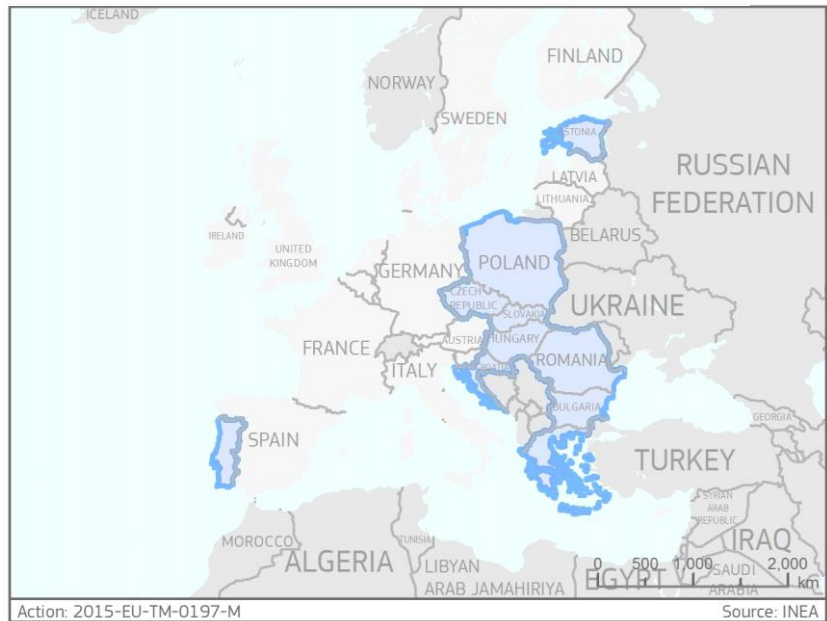 ICELAND
FINLAND
NORWAY
SWEDEN
STONIA
RUSSIAN
FEDERATION
LATVIA
LITHUANIA
IRELAND
UNITED
KINGDOM
BELARUS
GERMANY
POLAND
CZECH
REPUBLIC
SLOVAKIA
UKRAINE
FRANCE
AUSTRIA
HUNGARY
ITALY
ROMANIA
BULGARIA
GEORGIA
SPAIN
TURKEY
SYRIAN
ARAB
REPUBLIC
MOROCCO
ALGERIA
TUNISIA
LIBYAN
ARAB JAMAHIRIYA
EGYPT
IRAQ
SAUDI
ARABIA
0 500 1,000 2,000
km
Action: 2015-EU-TM-0197-M
Source: INEA